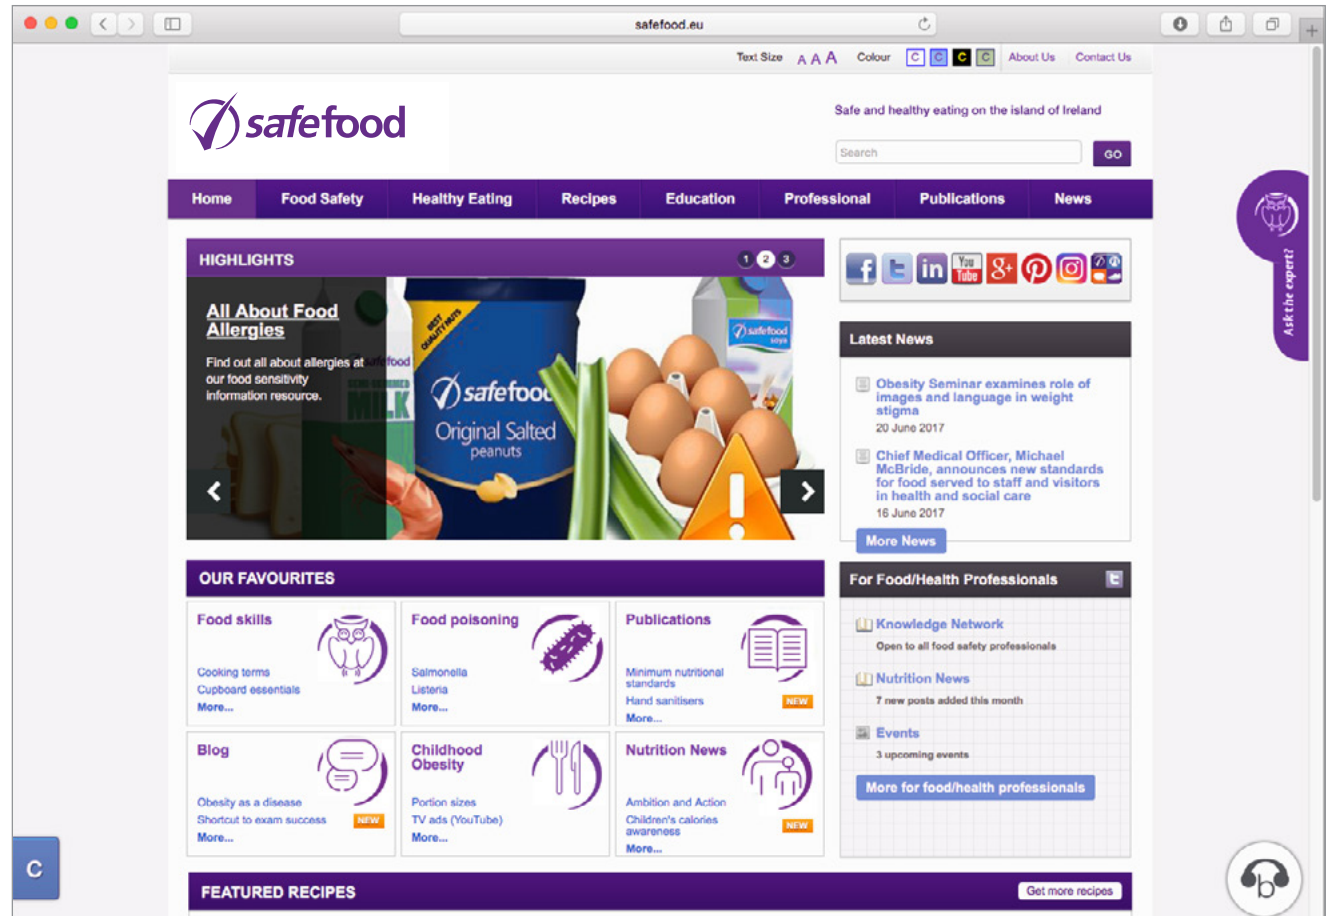 safefood.eu
Text Size A A A Colour C C C C About Us Contact Us
safefood
Safe and healthy eating on the island of Ireland
Search GO
Home Food Safety Healthy Eating Recipes Education Professional Publications News
Ask the expert?
HIGHLIGHTS
1 2 3
All About Food
Allergies
Find out all about allergies at
our food sensitivity
information resource.
safefood
MILK
BEST
QUALITY NUTS
safefood
Original Salted
peanuts
safefood
soya
f t in You Tube g+
Latest News
Obesity Seminar examines role of
images and language in weight
stigma
20 June 2017
Chief Medical Officer, Michael
McBride, announces new standards
for food served to staff and visitors
in health and social care
16 June 2017
More News
OUR FAVOURITES
Food skills
Cooking terms
Cupboard essentials
More...
Food poisoning
Salmonella
Listeria
More...
Publications
Minimum nutritional
standards
Hand sanitisers NEW
More...
Blog
Obesity as a disease
Shortcut to exam success NEW
More...
Childhood
Obesity
Portion sizes
TV ads (YouTube)
More...
Nutrition News
Ambition and Action
Children's calories
awareness NEW
More...
For Food/Health Professionals t
Knowledge Network
Open to all food safety professionals
Nutrition News
7 new posts added this month
Events
3 upcoming events
More for food/health professionals
C
b
FEATURED RECIPES Get more recipes